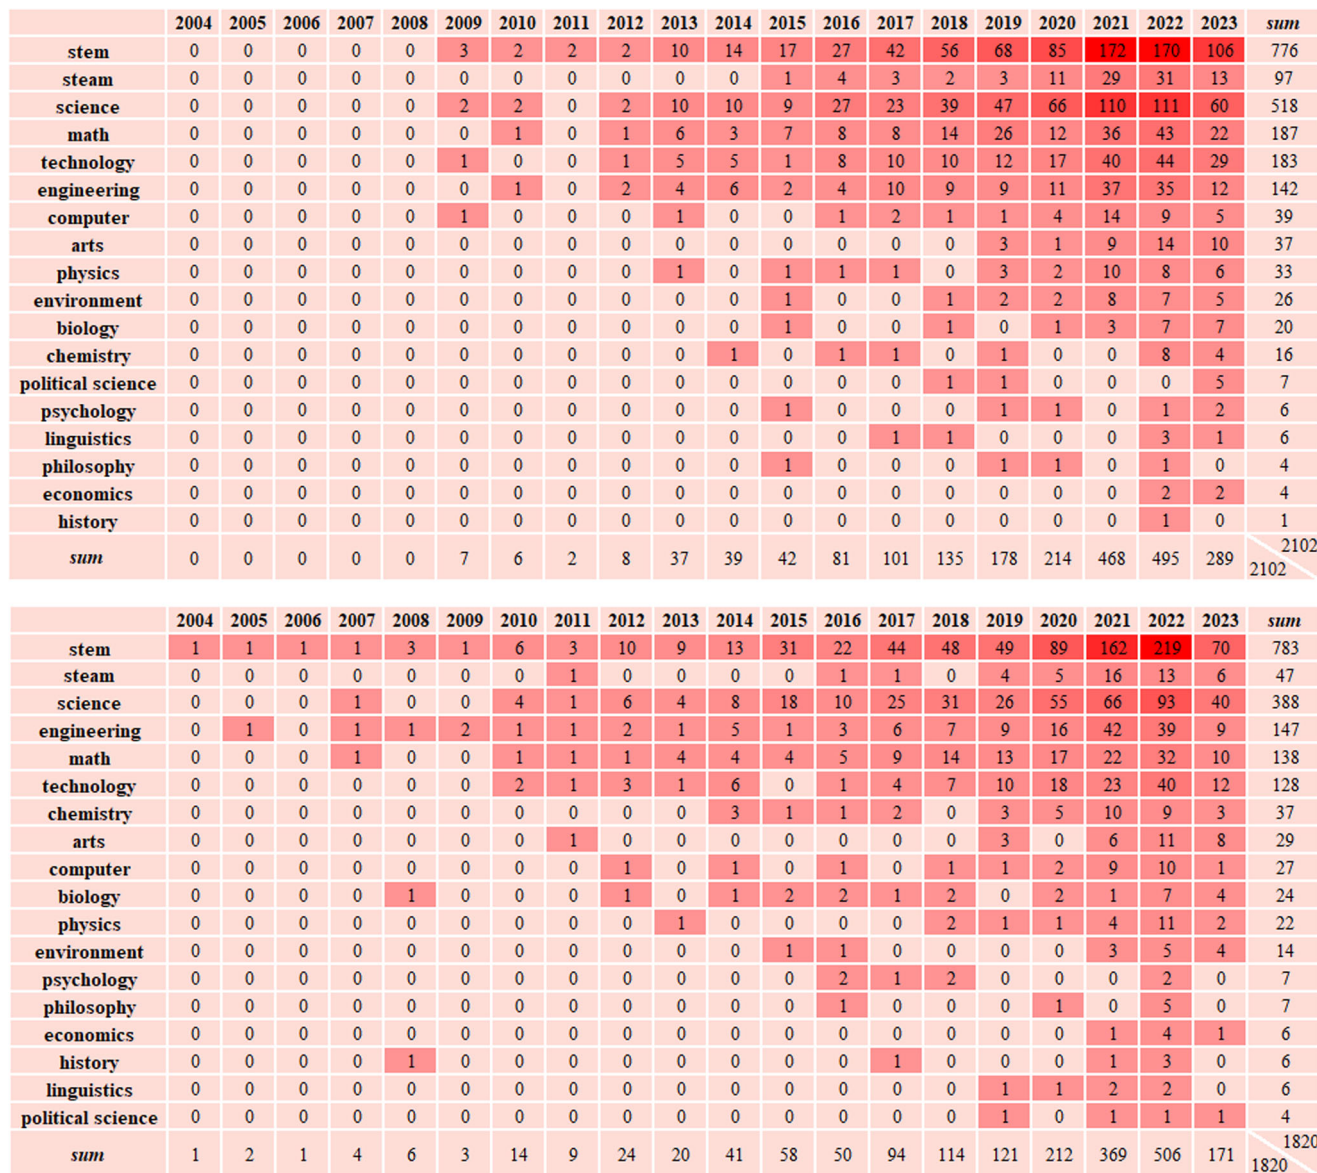 2004 2005 2006 2007 2008 2009 2010 2011 2012 2013 2014 2015 2016 2017 2018 2019 2020 2021 2022 2023 sum
stem 0 0 0 0 0 3 2 2 2 10 14 17 27 42 56 68 85 172 170 106 776
steam 0 0 0 0 0 0 0 0 0 0 0 1 4 3 2 3 11 29 31 13 97
science 0 0 0 0 0 2 2 0 2 10 10 9 27 23 39 47 66 110 111 60 518
math 0 0 0 0 0 0 1 0 1 6 3 7 8 8 14 26 12 36 43 22 187
technology 0 0 0 0 0 1 0 0 1 5 5 1 8 10 10 12 17 40 44 29 183
engineering 0 0 0 0 0 0 1 0 2 4 6 2 4 10 9 9 11 37 35 12 142
computer 0 0 0 0 0 1 0 0 0 1 0 0 1 2 1 1 4 14 9 5 39
arts 0 0 0 0 0 0 0 0 0 0 0 0 0 0 0 3 1 9 14 10 37
physics 0 0 0 0 0 0 0 0 0 1 0 1 1 1 0 3 2 10 8 6 33
environment 0 0 0 0 0 0 0 0 0 0 0 1 0 0 1 2 2 8 7 5 26
biology 0 0 0 0 0 0 0 0 0 0 0 1 0 0 1 0 1 3 7 7 20
chemistry 0 0 0 0 0 0 0 0 0 0 1 0 1 1 0 1 0 0 8 4 16
political science 0 0 0 0 0 0 0 0 0 0 0 0 0 0 1 1 0 0 0 5 7
psychology 0 0 0 0 0 0 0 0 0 0 0 1 0 0 0 1 1 0 1 2 6
linguistics 0 0 0 0 0 0 0 0 0 0 0 0 0 1 1 0 0 0 3 1 6
philosophy 0 0 0 0 0 0 0 0 0 0 0 1 0 0 0 1 1 0 1 0 4
economics 0 0 0 0 0 0 0 0 0 0 0 0 0 0 0 0 0 0 2 2 4
history 0 0 0 0 0 0 0 0 0 0 0 0 0 0 0 0 0 0 1 0 1
sum 0 0 0 0 0 7 6 2 8 37 39 42 81 101 135 178 214 468 495 289 2102 2102
2004 2005 2006 2007 2008 2009 2010 2011 2012 2013 2014 2015 2016 2017 2018 2019 2020 2021 2022 2023 sum
stem 1 1 1 1 3 1 6 3 10 9 13 31 22 44 48 49 89 162 219 70 783
steam 0 0 0 0 0 0 0 1 0 0 0 0 1 1 0 4 5 16 13 6 47
science 0 0 0 1 0 0 4 1 6 4 8 18 10 25 31 26 55 66 93 40 388
engineering 0 1 0 1 1 2 1 1 2 1 5 1 3 6 7 9 16 42 39 9 147
math 0 0 0 1 0 0 1 1 1 4 4 4 5 9 14 13 17 22 32 10 138
technology 0 0 0 0 0 0 2 1 3 1 6 0 1 4 7 10 18 23 40 12 128
chemistry 0 0 0 0 0 0 0 0 0 0 3 1 1 2 0 3 5 10 9 3 37
arts 0 0 0 0 0 0 0 1 0 0 0 0 0 0 0 3 0 6 11 8 29
computer 0 0 0 0 0 0 0 0 1 0 1 0 1 0 1 1 2 9 10 1 27
biology 0 0 0 0 1 0 0 0 1 0 1 2 2 1 2 0 2 1 7 4 24
physics 0 0 0 0 0 0 0 0 0 1 0 0 0 0 2 1 1 4 11 2 22
environment 0 0 0 0 0 0 0 0 0 0 0 1 1 0 0 0 0 3 5 4 14
psychology 0 0 0 0 0 0 0 0 0 0 0 0 2 1 2 0 0 0 2 0 7
philosophy 0 0 0 0 0 0 0 0 0 0 0 0 1 0 0 0 1 0 5 0 7
economics 0 0 0 0 0 0 0 0 0 0 0 0 0 0 0 0 0 1 4 1 6
history 0 0 0 0 1 0 0 0 0 0 0 0 0 1 0 0 0 1 3 0 6
linguistics 0 0 0 0 0 0 0 0 0 0 0 0 0 0 0 1 1 2 2 0 6
political science 0 0 0 0 0 0 0 0 0 0 0 0 0 0 0 1 0 1 1 1 4
sum 1 2 1 4 6 3 14 9 24 20 41 58 50 94 114 121 212 369 506 171 1820 1820